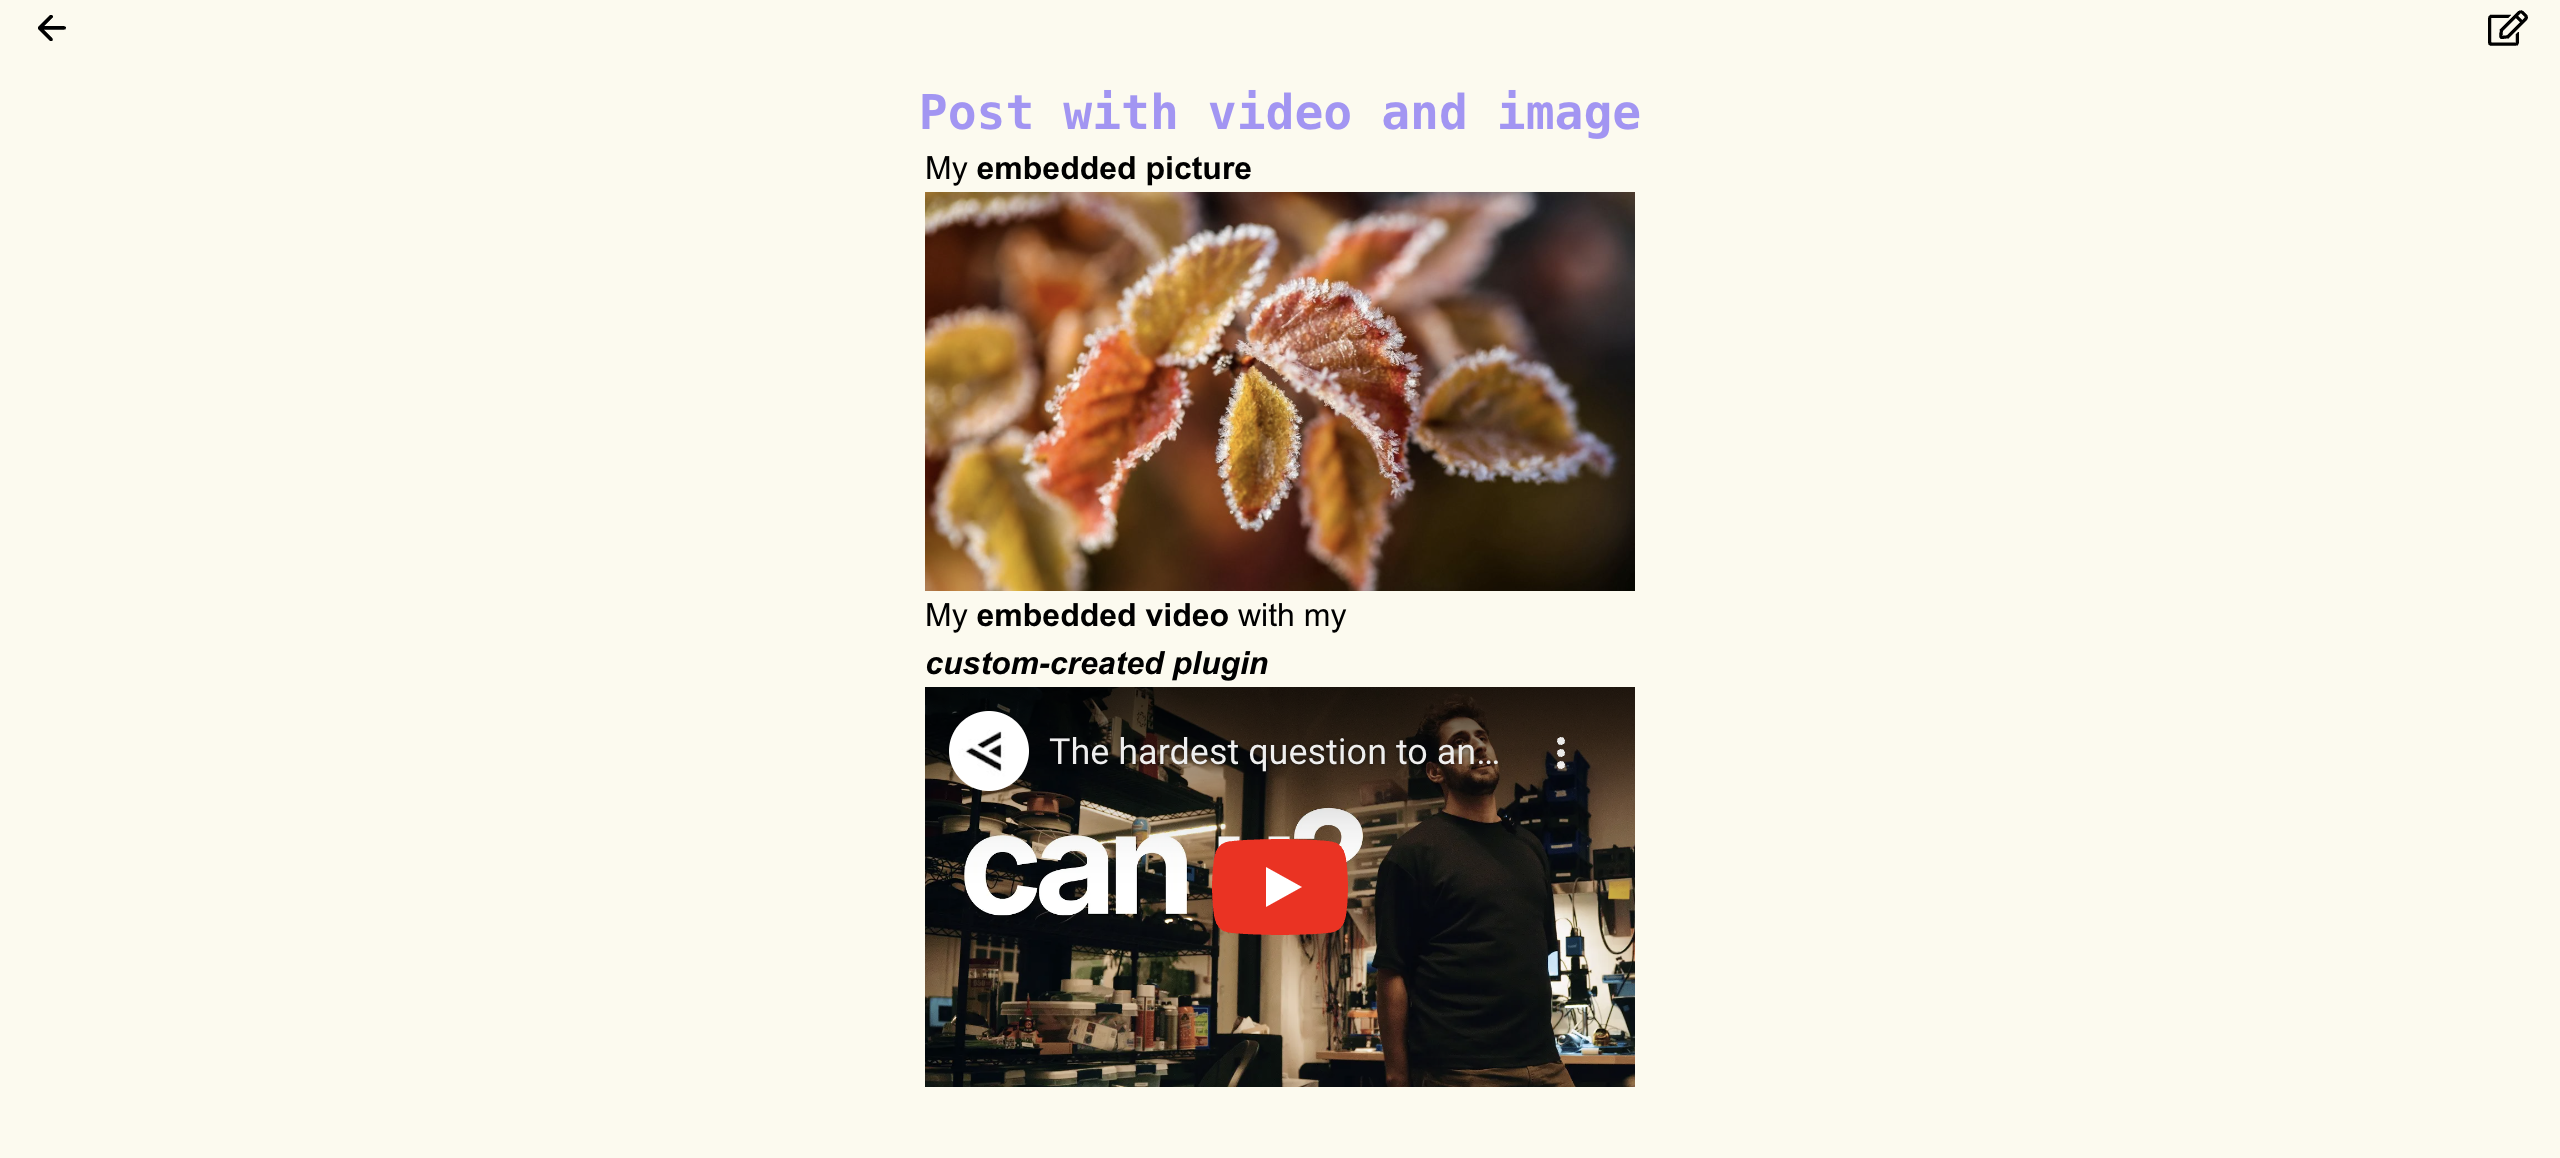 Post with video and image
My embedded picture
My embedded video with my
custom-created plugin
The hardest question to an...
can ?